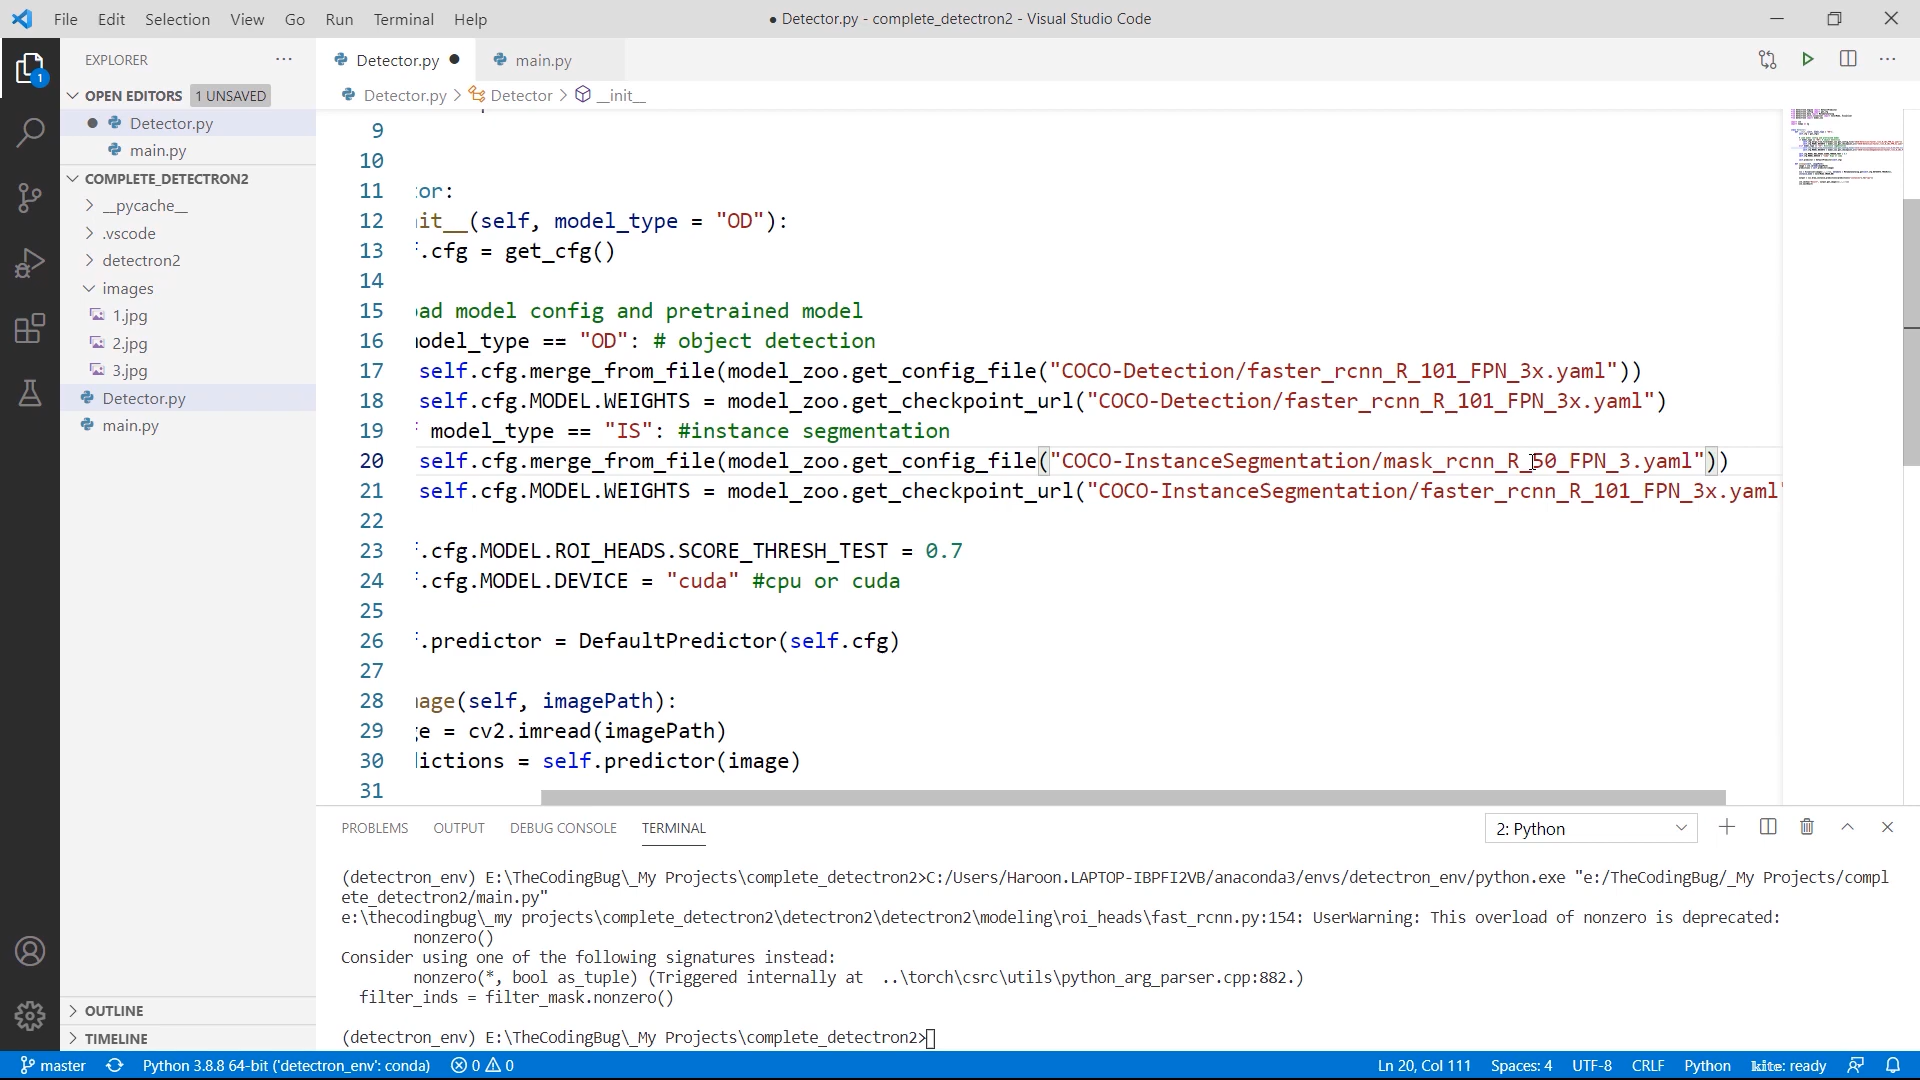 File Edit Selection View Go Run Terminal Help
● Detector.py - complete_detectron2 - Visual Studio Code
EXPLORER
OPEN EDITORS 1 UNSAVED
Detector.py
main.py
COMPLETE_DETECTRON2
__pycache__
.vscode
detectron2
images
1.jpg
2.jpg
3.jpg
Detector.py
main.py
OUTLINE
TIMELINE
1
Detector.py main.py
Detector.py > Detector > __init__
9
10
11 tor:
12 nit__(self, model_type = "OD"):
13 f.cfg = get_cfg()
14
15 oad model config and pretrained model
16 model_type == "OD": # object detection
17 self.cfg.merge_from_file(model_zoo.get_config_file("COCO-Detection/faster_rcnn_R_101_FPN_3x.yaml"))
18 self.cfg.MODEL.WEIGHTS = model_zoo.get_checkpoint_url("COCO-Detection/faster_rcnn_R_101_FPN_3x.yaml")
19 f model_type == "IS": #instance segmentation
20 self.cfg.merge_from_file(model_zoo.get_config_file("COCO-InstanceSegmentation/mask_rcnn_R_50_FPN_3.yaml"))
21 self.cfg.MODEL.WEIGHTS = model_zoo.get_checkpoint_url("COCO-InstanceSegmentation/faster_rcnn_R_101_FPN_3x.yaml"
22
23 f.cfg.MODEL.ROI_HEADS.SCORE_THRESH_TEST = 0.7
24 f.cfg.MODEL.DEVICE = "cuda" #cpu or cuda
25
26 f.predictor = DefaultPredictor(self.cfg)
27
28 mage(self, imagePath):
29 ge = cv2.imread(imagePath)
30 dictions = self.predictor(image)
31
PROBLEMS OUTPUT DEBUG CONSOLE TERMINAL
2: Python
(detectron_env) E:\TheCodingBug\_My Projects\complete_detectron2>C:/Users/Haroon.LAPTOP-IBPFI2VB/anaconda3/envs/detectron_env/python.exe "e:/TheCodingBug/_My Projects/compl
ete_detectron2/main.py"
e:\thecodingbug\_my projects\complete_detectron2\detectron2\detectron2\modeling\roi_heads\fast_rcnn.py:154: UserWarning: This overload of nonzero is deprecated:
nonzero()
Consider using one of the following signatures instead:
nonzero(*, bool as_tuple) (Triggered internally at ..\torch\csrc\utils\python_arg_parser.cpp:882.)
filter_inds = filter_mask.nonzero()
(detectron_env) E:\TheCodingBug\_My Projects\complete_detectron2>
master Python 3.8.8 64-bit ('detectron_env': conda) 0 0 Ln 20, Col 111 Spaces: 4 UTF-8 CRLF Python kite: ready